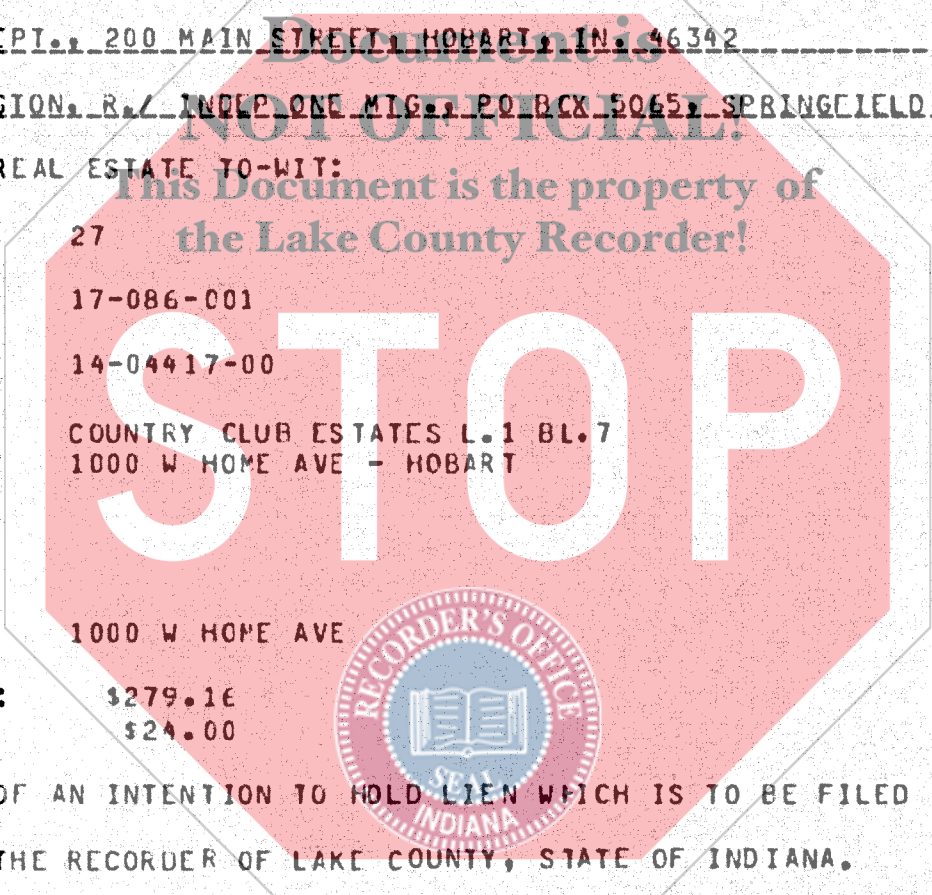 EPT., 200 MAIN STREET, HOBART, IN. 46342
Document is
GION, R./ INDEP ONE MTG., PO BCX 5065, SPRINGFIELD
NOT OFFICIAL!
REAL ESTATE TO-WIT:
This Document is the property of
27
the Lake County Recorder!
17-086-001
14-04417-00
STOP
COUNTRY CLUB ESTATES L.1 BL.7
1000 W HOME AVE - HOBART
1000 W HOME AVE
RECORDER'S OFFICE
: $279.16
$24.00
SEAL
OF AN INTENTION TO HOLD LIEN WHICH IS TO BE FILED
INDIANA
THE RECORDER OF LAKE COUNTY, STATE OF INDIANA.